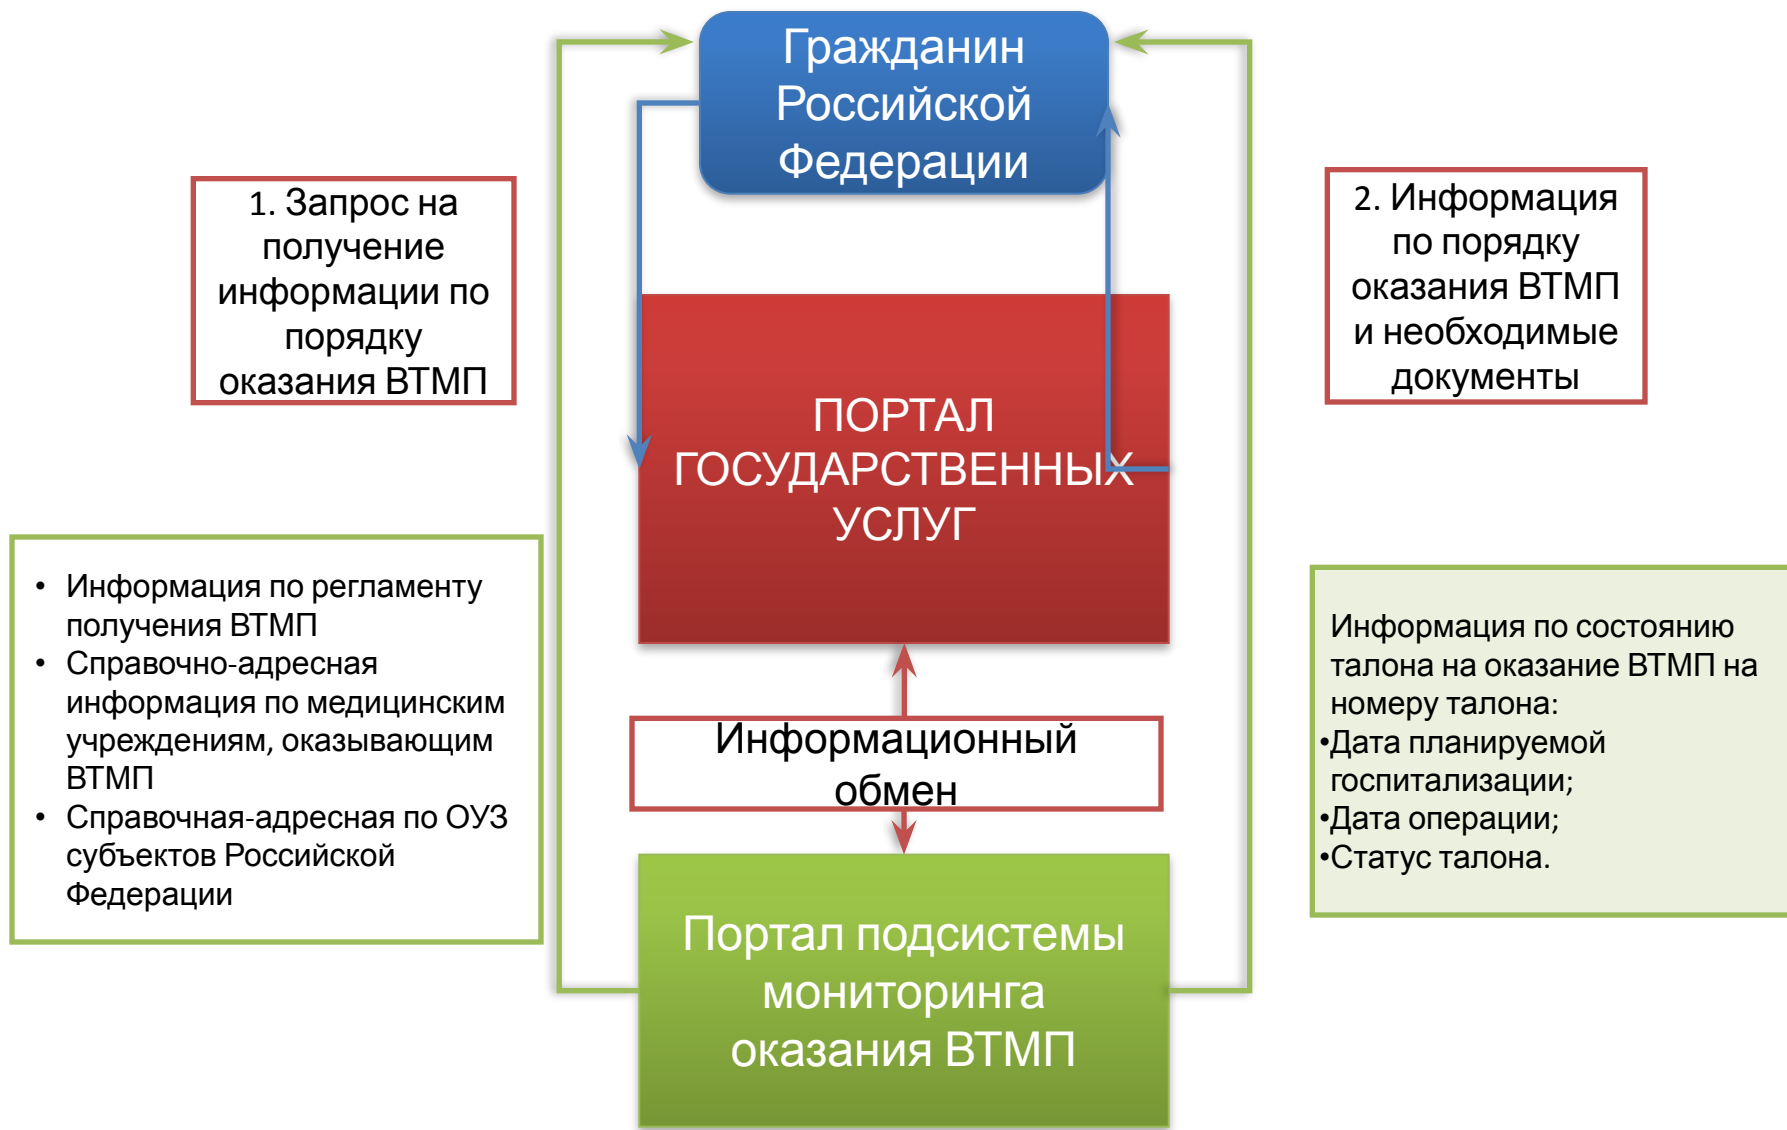 Гражданин
Российской
Федерации
1. Запрос на
получение
информации по
порядку
оказания ВТМП
2. Информация
по порядку
оказания ВТМП
и необходимые
документы
ПОРТАЛ
ГОСУДАРСТВЕННЫХ
УСЛУГ
• Информация по регламенту
получения ВТМП
• Справочно-адресная
информация по медицинским
учреждениям, оказывающим
ВТМП
• Справочная-адресная по ОУЗ
субъектов Российской
Федерации
Информация по состоянию
талона на оказание ВТМП на
номеру талона:
•Дата планируемой
госпитализации;
•Дата операции;
•Статус талона.
Информационный
обмен
Портал подсистемы
мониторинга
оказания ВТМП